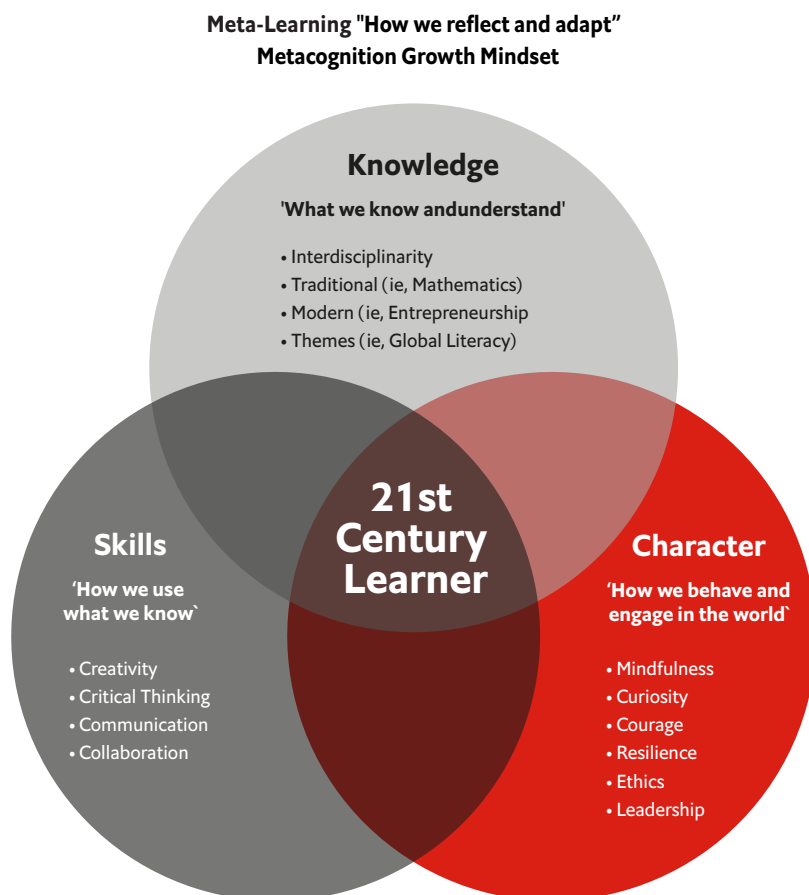 Meta-Learning "How we reflect and adapt”
Metacognition Growth Mindset
Knowledge
'What we know andunderstand'
• Interdisciplinarity
• Traditional (ie, Mathematics)
• Modern (ie, Entrepreneurship
• Themes (ie, Global Literacy)
21st
Century
Learner
Skills
‘How we use
what we know`
• Creativity
• Critical Thinking
• Communication
• Collaboration
Character
‘How we behave and
engage in the world`
• Mindfulness
• Curiosity
• Courage
• Resilience
• Ethics
• Leadership